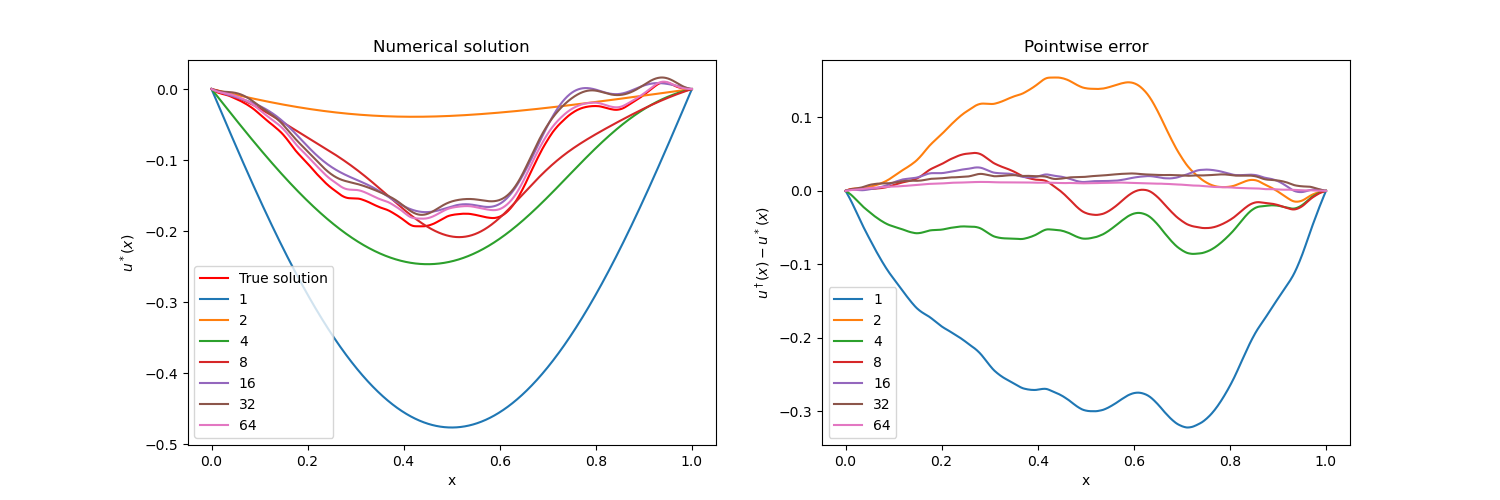 Numerical solution
u*(x)
0.0
−0.1
−0.2
−0.3
−0.4
−0.5
True solution
1
2
4
8
16
32
64
0.0 0.2 0.4 0.6 0.8 1.0
x
Pointwise error
u†(x) − u*(x)
0.1
0.0
−0.1
−0.2
−0.3
1
2
4
8
16
32
64
0.0 0.2 0.4 0.6 0.8 1.0
x